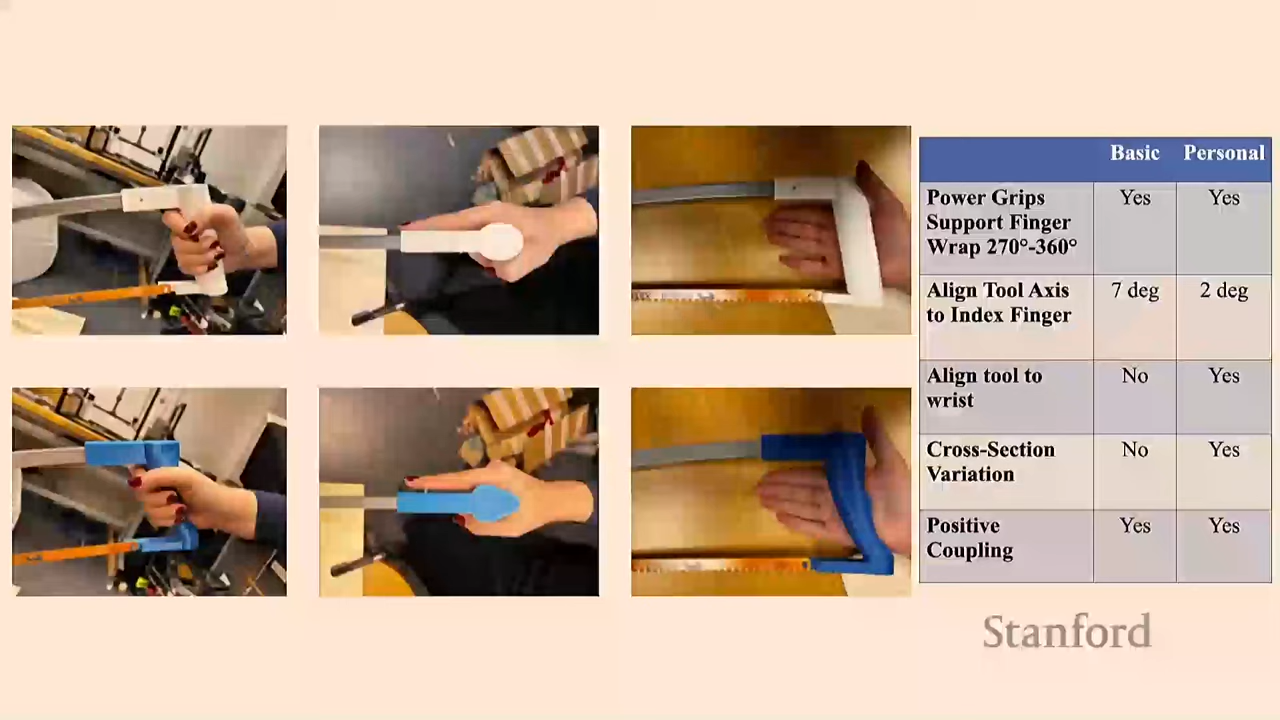 Basic Personal
Power Grips Yes Yes
Support Finger
Wrap 270°-360°
Align Tool Axis 7 deg 2 deg
to Index Finger
Align tool to No Yes
wrist
Cross-Section No Yes
Variation
Positive Yes Yes
Coupling
Stanford